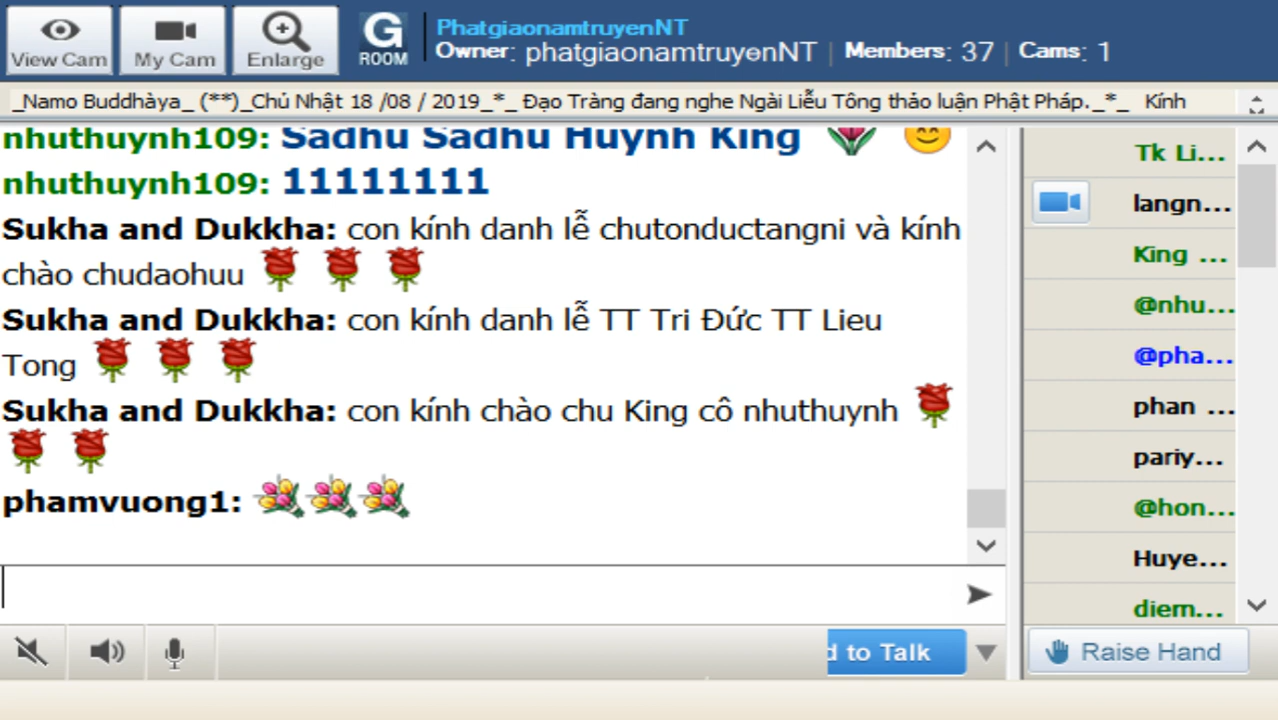 View Cam
My Cam
Enlarge
G
ROOM
PhatgiaonamtruyenNT
Owner: phatgiaonamtruyenNT | Members: 37 | Cams: 1
_Namo Buddhàya_ (**)_Chủ Nhật 18 /08 / 2019_*_ Đạo Tràng đang nghe Ngài Liễu Tông thảo luận Phật Pháp._*_ Kính
nhuthuynh109: Sadhu Sadhu Huynh King
nhuthuynh109: 11111111
Sukha and Dukkha: con kính danh lễ chutonductangni và kính
chào chudaohuu
Sukha and Dukkha: con kính danh lễ TT Tri Đức TT Lieu
Tong
Sukha and Dukkha: con kính chào chu King cô nhuthuynh
phamvuong1:
Tk Li...
langn...
King ...
@nhu...
@pha...
phan ...
pariy...
@hon...
Huye...
diem...
d to Talk
Raise Hand